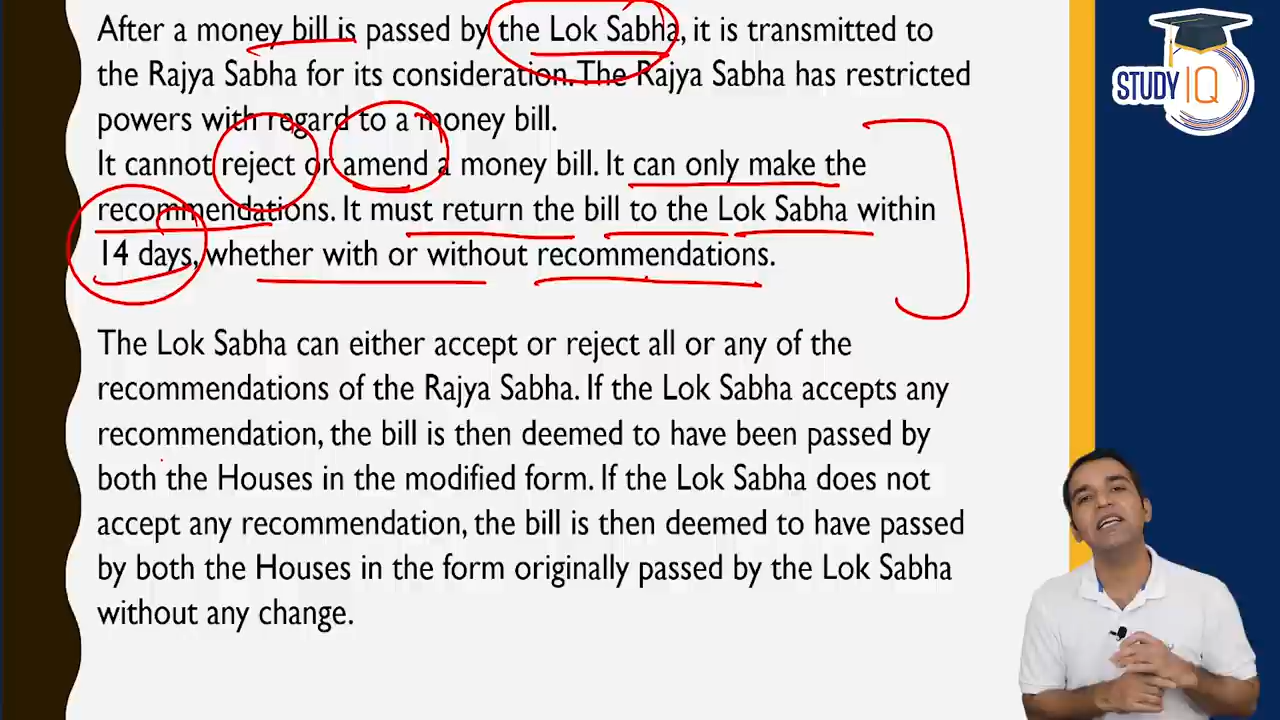 After a money bill is passed by the Lok Sabha, it is transmitted to
the Rajya Sabha for its consideration. The Rajya Sabha has restricted
powers with regard to a money bill.
It cannot reject or amend a money bill. It can only make the
recommendations. It must return the bill to the Lok Sabha within
14 days, whether with or without recommendations.
The Lok Sabha can either accept or reject all or any of the
recommendations of the Rajya Sabha. If the Lok Sabha accepts any
recommendation, the bill is then deemed to have been passed by
both the Houses in the modified form. If the Lok Sabha does not
accept any recommendation, the bill is then deemed to have passed
by both the Houses in the form originally passed by the Lok Sabha
without any change.
STUDY IQ